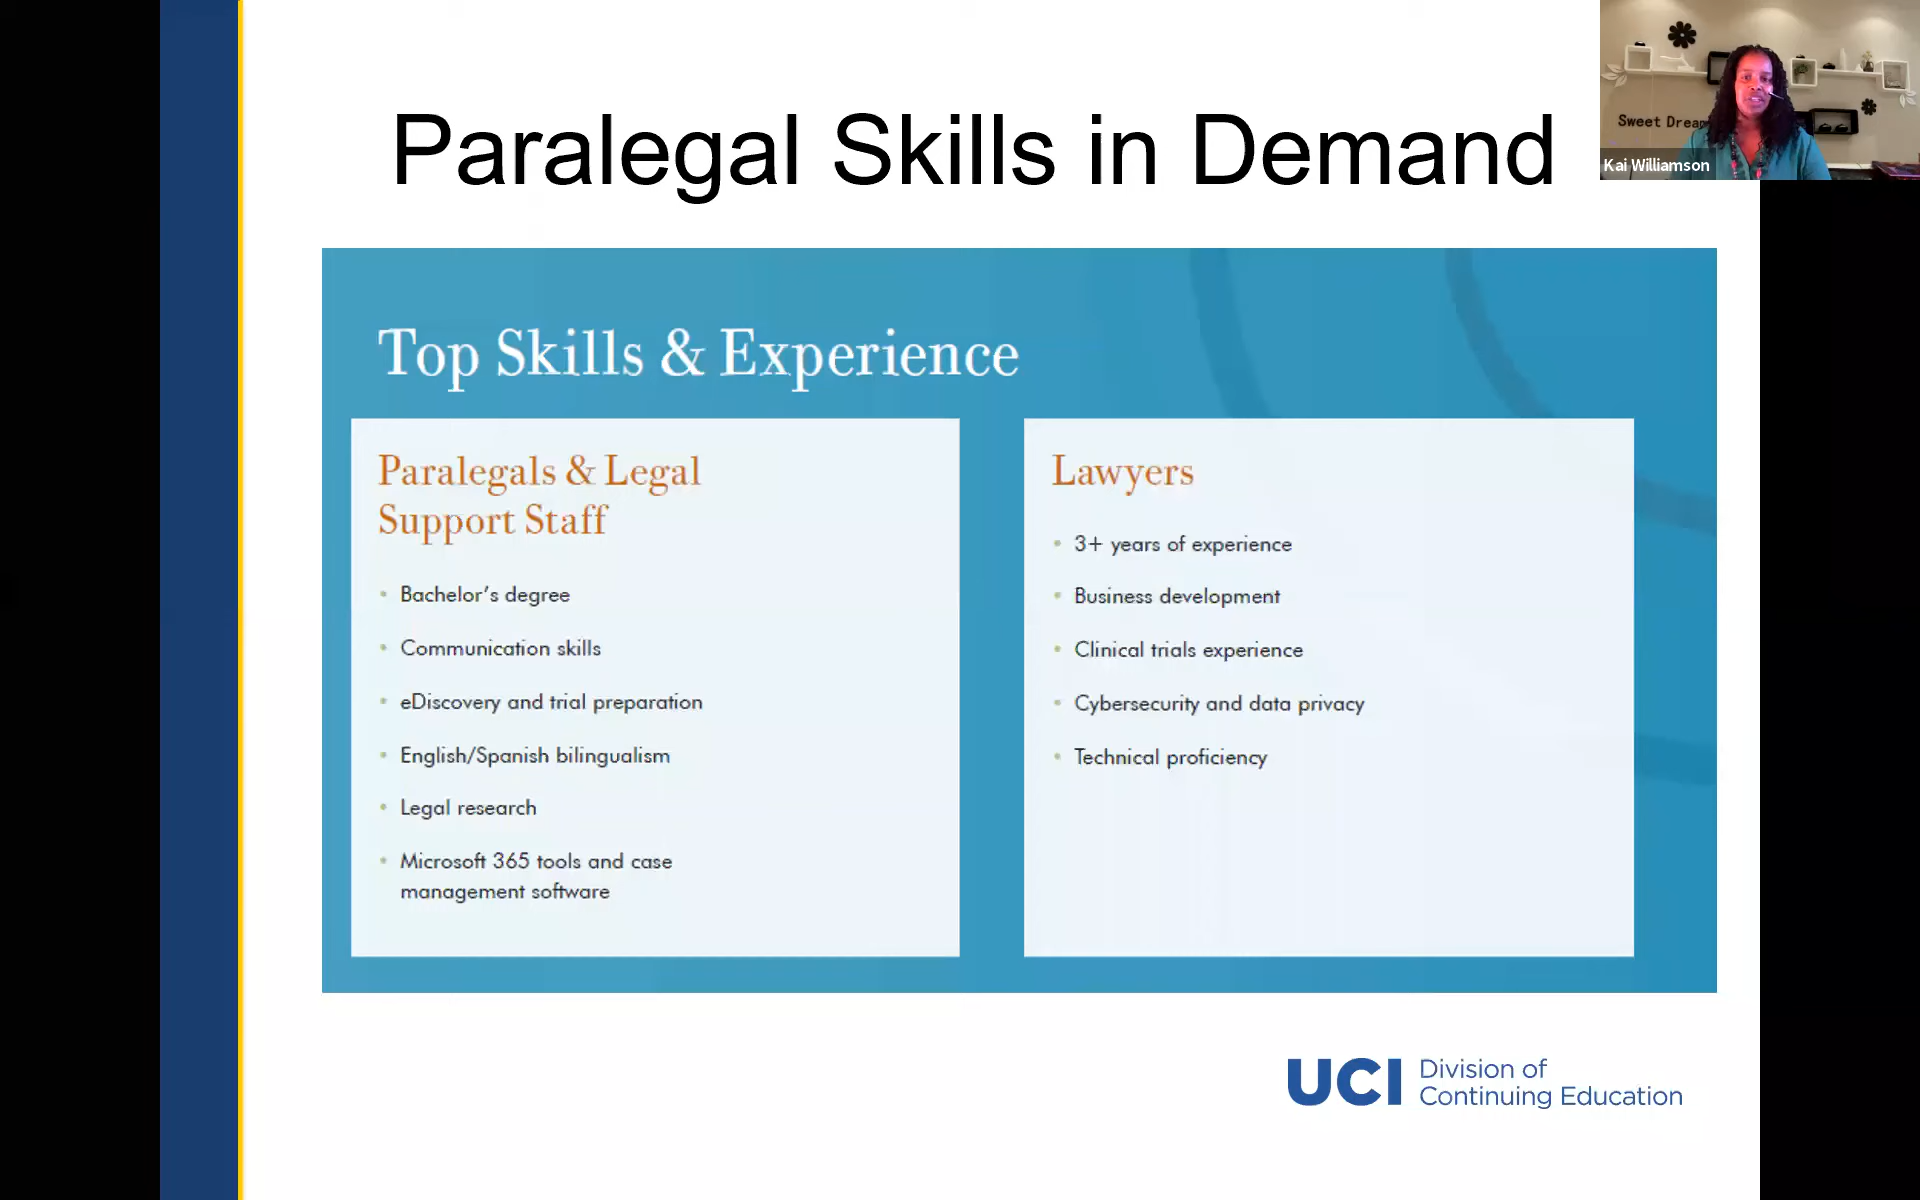 Paralegal Skills in Demand
Sweet Dream
Kai Williamson
Top Skills & Experience
Paralegals & Legal
Support Staff
• Bachelor's degree
• Communication skills
• eDiscovery and trial preparation
• English/Spanish bilingualism
• Legal research
• Microsoft 365 tools and case
management software
Lawyers
• 3+ years of experience
• Business development
• Clinical trials experience
• Cybersecurity and data privacy
• Technical proficiency
UCI Division of
Continuing Education